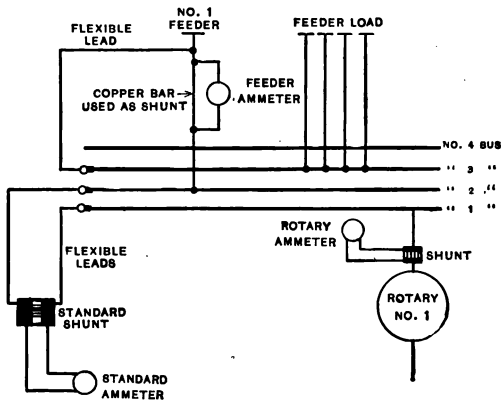 NO. 1
FEEDER
FLEXIBLE
LEAD
FEEDER LOAD
COPPER BAR
USED AS SHUNT
FEEDER
AMMETER
NO. 4 BUS
" 3 "
" 2 "
" 1 "
ROTARY
AMMETER
SHUNT
FLEXIBLE
LEADS
ROTARY
NO. 1
STANDARD
SHUNT
STANDARD
AMMETER